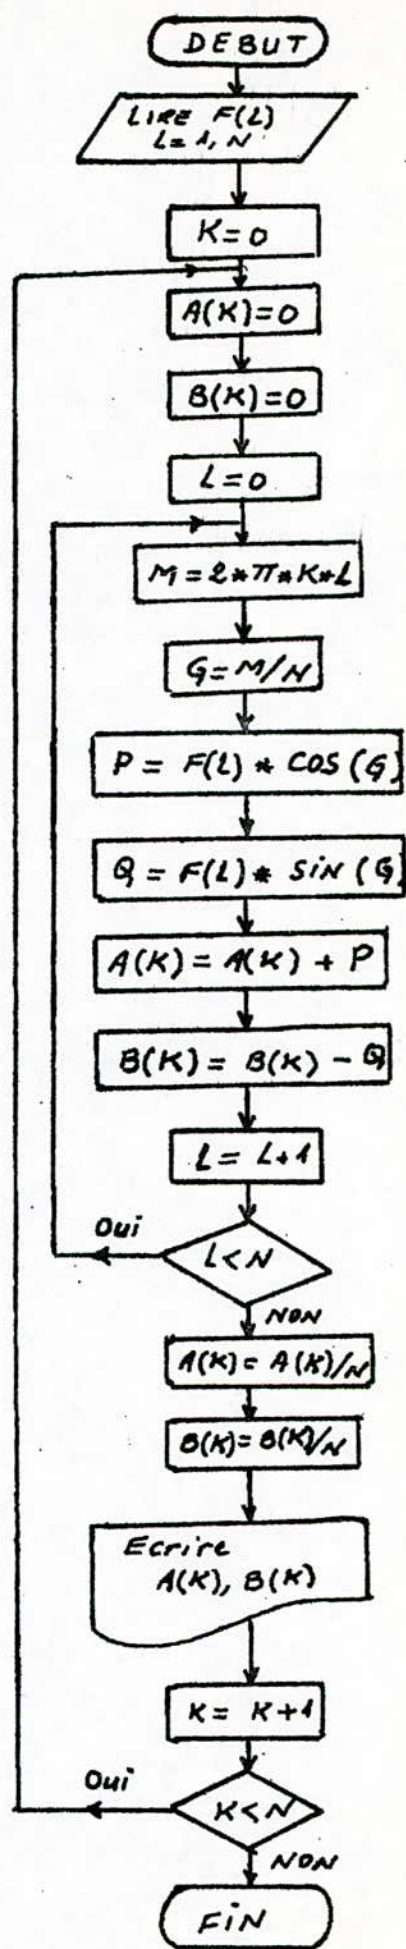 DEBUT
LIRE F(L)
L=1, N
K=0
A(K)=0
B(K)=0
L=0
M=2*π*K*L
G=M/N
P = F(L) * COS(G)
Q = F(L) * SIN(G)
A(K)= A(K) + P
B(K)= B(K) - Q
L= L+1
Oui
L<N
NON
A(K)= A(K)/N
B(K)=B(K)/N
Ecrire
A(K), B(K)
K= K+1
Oui
K<N
NON
FIN